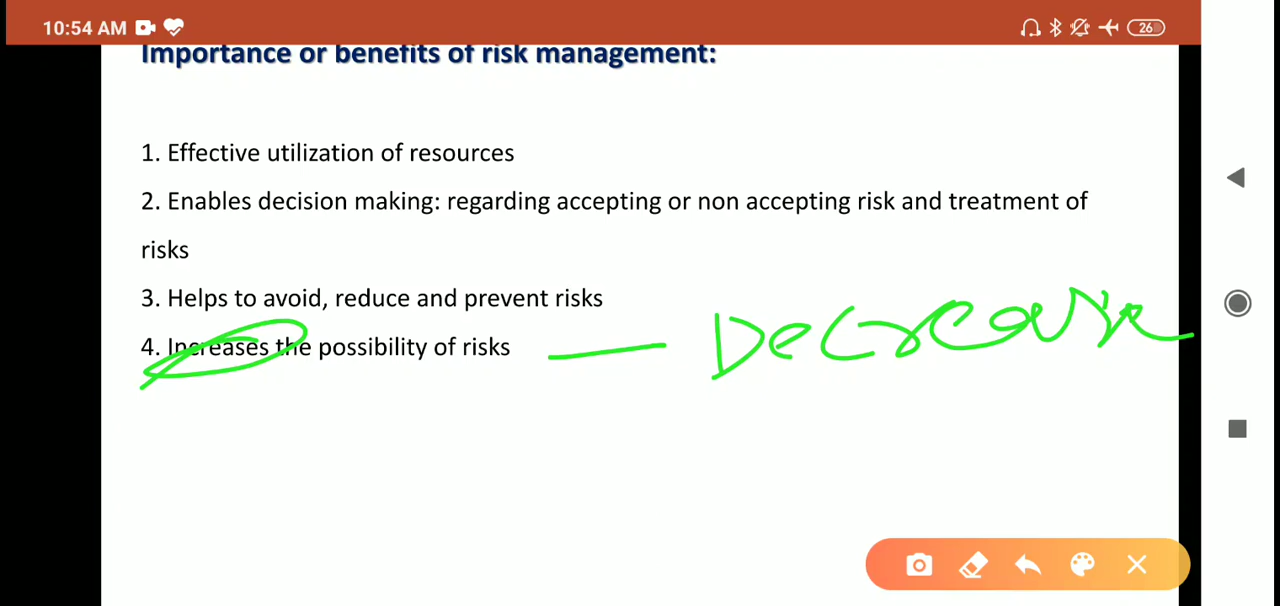 10:54 AM
26
Importance or benefits of risk management:
1. Effective utilization of resources
2. Enables decision making: regarding accepting or non accepting risk and treatment of
risks
3. Helps to avoid, reduce and prevent risks
4. Increases the possibility of risks — Decrease